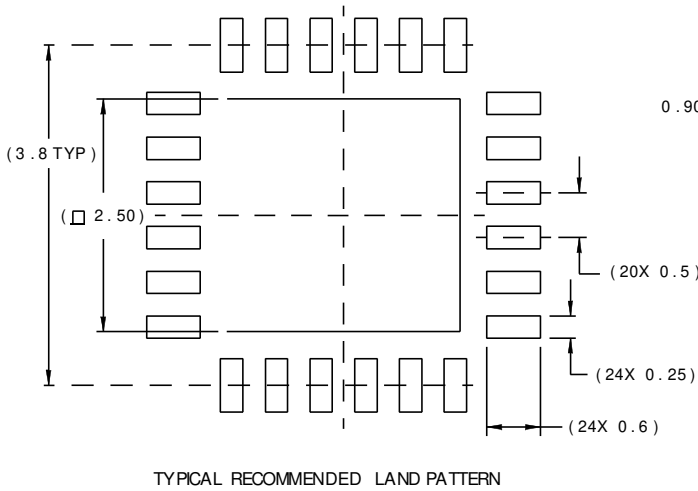 0.90
(3.8 TYP)
(□ 2.50)
(20X 0.5)
(24X 0.25)
(24X 0.6)
TYPICAL RECOMMENDED LAND PATTERN